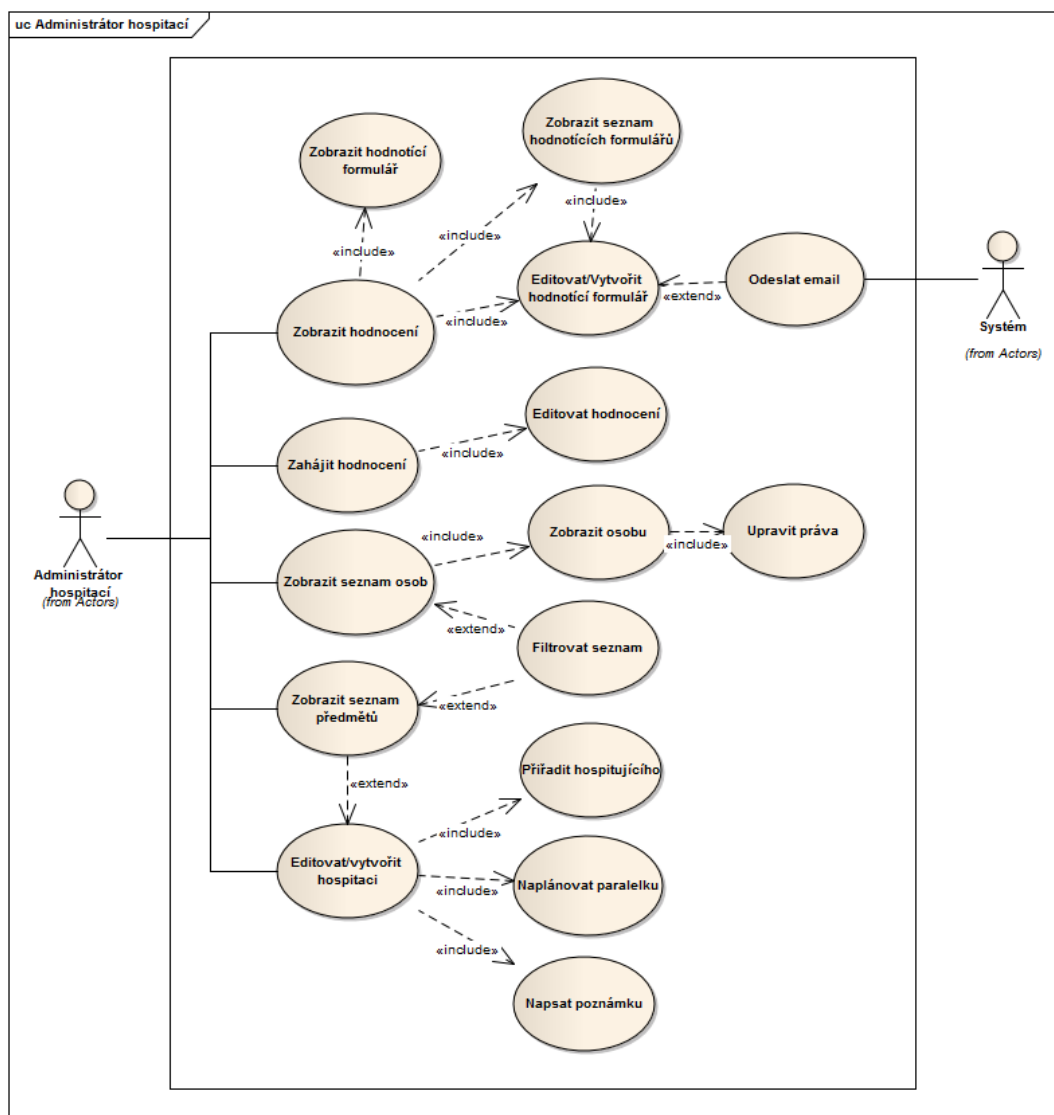 uc Administrátor hospitací
Zobrazit seznam
hodnotících formulářů
Zobrazit hodnotící
formulář
«include»
«include»
«include»
Editovat/Vytvořit
hodnotící formulář
«extend»
Odeslat email
Systém
(from Actors)
Zobrazit hodnocení
«include»
Editovat hodnocení
Zahájit hodnocení
«include»
Administrátor
hospitací
(from Actors)
Zobrazit osobu
«include»
Upravit práva
«include»
Zobrazit seznam osob
«extend»
Filtrovat seznam
Zobrazit seznam
předmětů
«extend»
Přiřadit hospitujícího
«extend»
«include»
Editovat/vytvořit
hospitaci
«include»
Naplánovat paralelku
«include»
Napsat poznámku